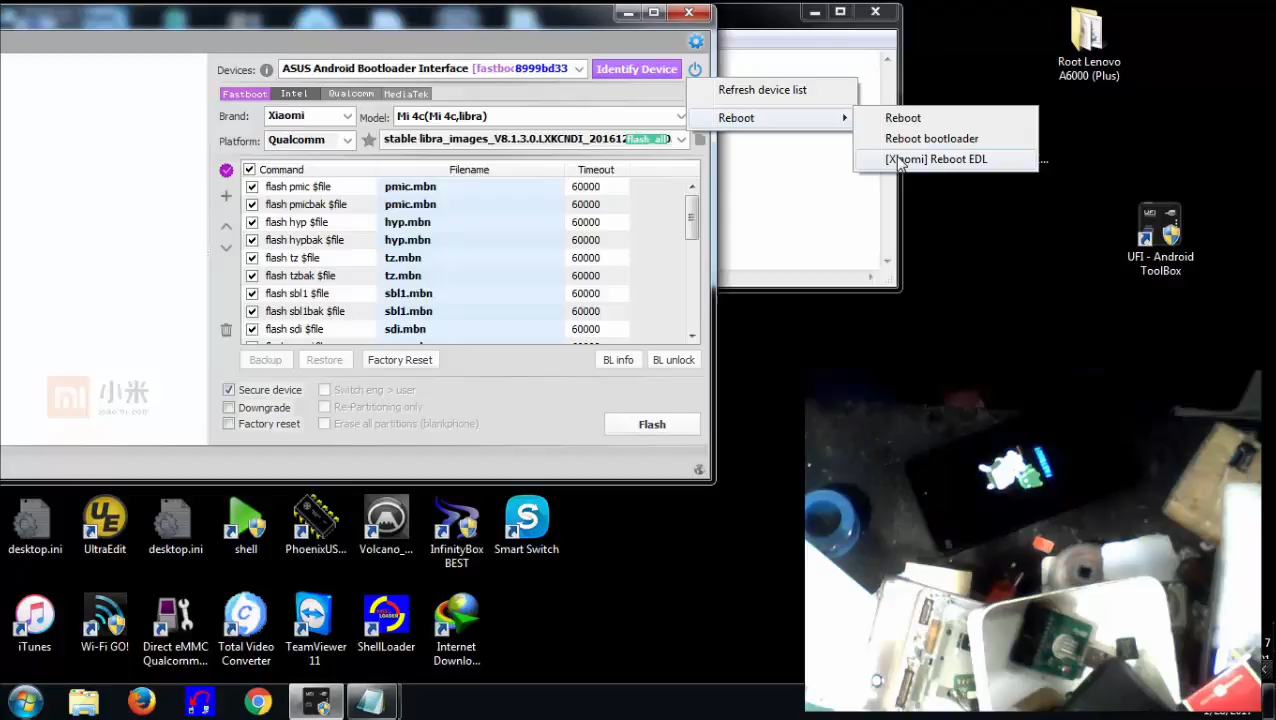 Devices:
ASUS Android Bootloader Interface [fastboc8999bd33
Identify Device
Fastboot
Intel
Qualcomm
MediaTek
Brand:
Xiaomi
Model:
Mi 4c(Mi 4c,libra)
Platform:
Qualcomm
stable libra_images_V8.1.3.0.LXKCNDI_20161
flash_all
Command
Filename
Timeout
flash pmic $file
pmic.mbn
60000
flash pmicbak $file
pmic.mbn
60000
flash hyp $file
hyp.mbn
60000
flash hypbak $file
hyp.mbn
60000
flash tz $file
tz.mbn
60000
flash tzbak $file
tz.mbn
60000
flash sbl1 $file
sbl1.mbn
60000
flash sbl1bak $file
sbl1.mbn
60000
flash sdi $file
sdi.mbn
60000
Backup
Restore
Factory Reset
BL info
BL unlock
Secure device
Switch eng > user
Downgrade
Re-Partitioning only
Factory reset
Erase all partitions (blankphone)
Flash
mi 小米
XIAOMI.COM
Refresh device list
Reboot
Reboot
Reboot bootloader
[Xiaomi] Reboot EDL
...
Root Lenovo
A6000 (Plus)
UFI
UFI - Android
ToolBox
desktop.ini
UE
UltraEdit
desktop.ini
shell
PhoenixUS...
Volcano_...
InfinityBox
BEST
Smart Switch
iTunes
Wi-Fi GO!
Direct eMMC
Qualcomm...
Total Video
Converter
TeamViewer
11
ShellLoader
Internet
Downlo...